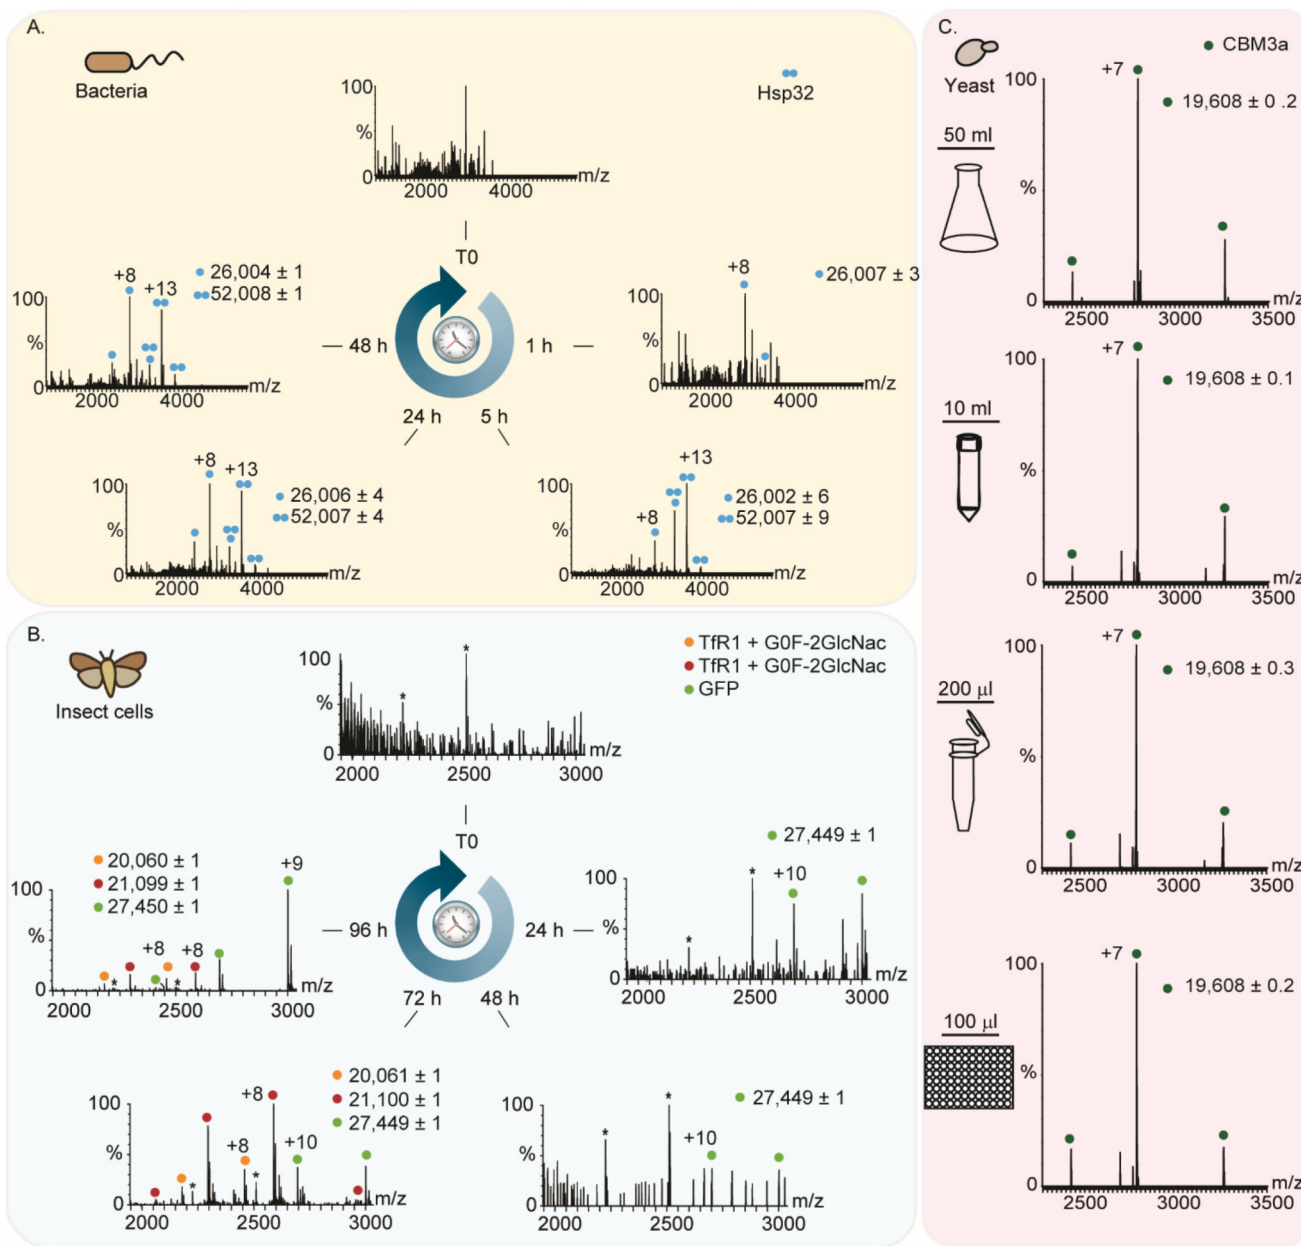 A.
Bacteria
Hsp32
100
%
0
2000 4000
m/z
T0
26,004 ± 1
52,008 ± 1
+8
+13
100
%
0
2000 4000
m/z
48 h
1 h
26,007 ± 3
+8
100
%
0
2000 4000
m/z
24 h
5 h
26,006 ± 4
52,007 ± 4
+8
+13
100
%
0
2000 4000
m/z
26,002 ± 6
52,007 ± 9
+8
+13
100
%
0
2000 4000
m/z
B.
Insect cells
TfR1 + G0F-2GlcNac
TfR1 + G0F-2GlcNac
GFP
100
%
0
* *
2000 2500 3000
m/z
T0
20,060 ± 1
21,099 ± 1
27,450 ± 1
+8 +8 +9
100
%
0
* *
2000 2500 3000
m/z
96 h
24 h
27,449 ± 1
+10
100
%
0
* *
2000 2500 3000
m/z
72 h
48 h
20,061 ± 1
21,100 ± 1
27,449 ± 1
+8
+8 +10
100
%
0
* *
2000 2500 3000
m/z
27,449 ± 1
+10
100
%
0
* *
2000 2500 3000
m/z
C.
Yeast
CBM3a
50 ml
+7
19,608 ± 0 .2
100
%
0
2500 3000 3500
m/z
10 ml
+7
19,608 ± 0.1
100
%
0
2500 3000 3500
m/z
200 µl
+7
19,608 ± 0.3
100
%
0
2500 3000 3500
m/z
100 µl
+7
19,608 ± 0.2
100
%
0
2500 3000 3500
m/z